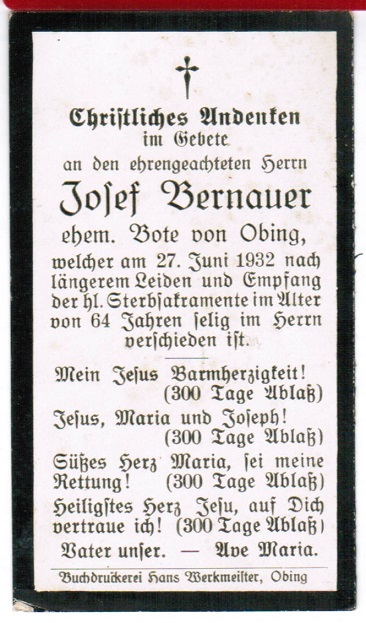 Christliches Andenken
im Gebete
an den ehrengeachteten Herrn
Josef Bernauer
ehem. Bote von Obing,
welcher am 27. Juni 1932 nach
längerem Leiden und Empfang
der hl. Sterbsakramente im Alter
von 64 Jahren selig im Herrn
verschieden ist.
Mein Jesus Barmherzigkeit!
(300 Tage Ablaß)
Jesus, Maria und Joseph!
(300 Tage Ablaß)
Süßes Herz Maria, sei meine
Rettung! (300 Tage Ablaß)
Heiligstes Herz Jesu, auf Dich
vertraue ich! (300 Tage Ablaß)
Vater unser. — Ave Maria.
Buchdruckerei Hans Werkmeister, Obing